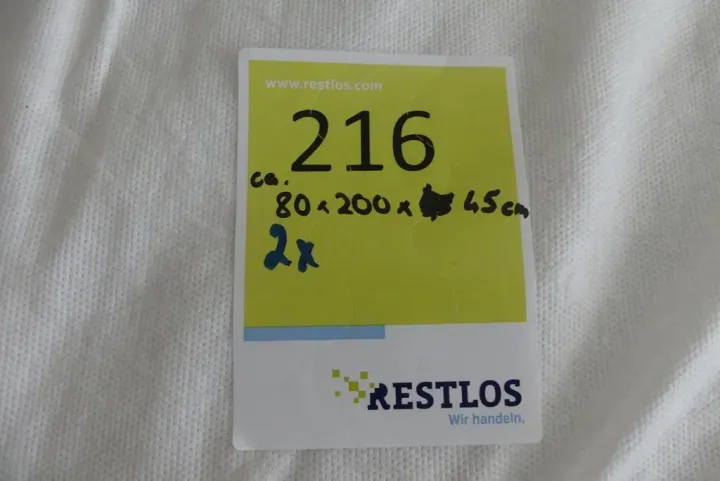 www.restlos.com
216
ca.
80 x 200 x 45 cm
2x
RESTLOS
Wir handeln.